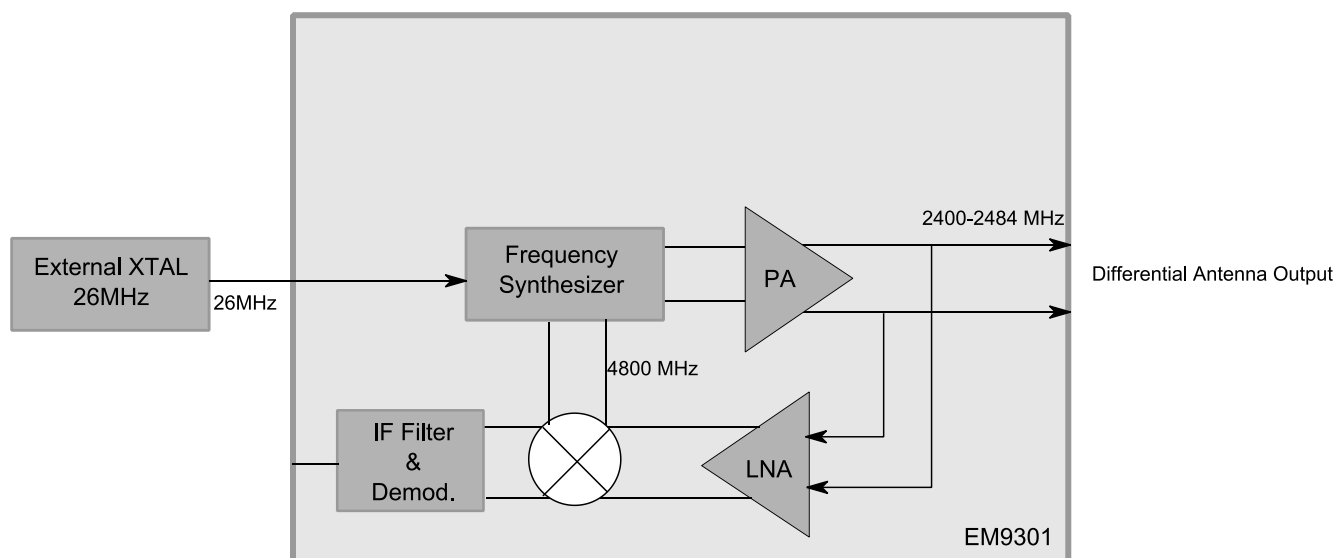 2400-2484 MHz
External XTAL
26MHz
26MHz
Frequency
Synthesizer
PA
Differential Antenna Output
4800 MHz
IF Filter
&
Demod.
LNA
EM9301